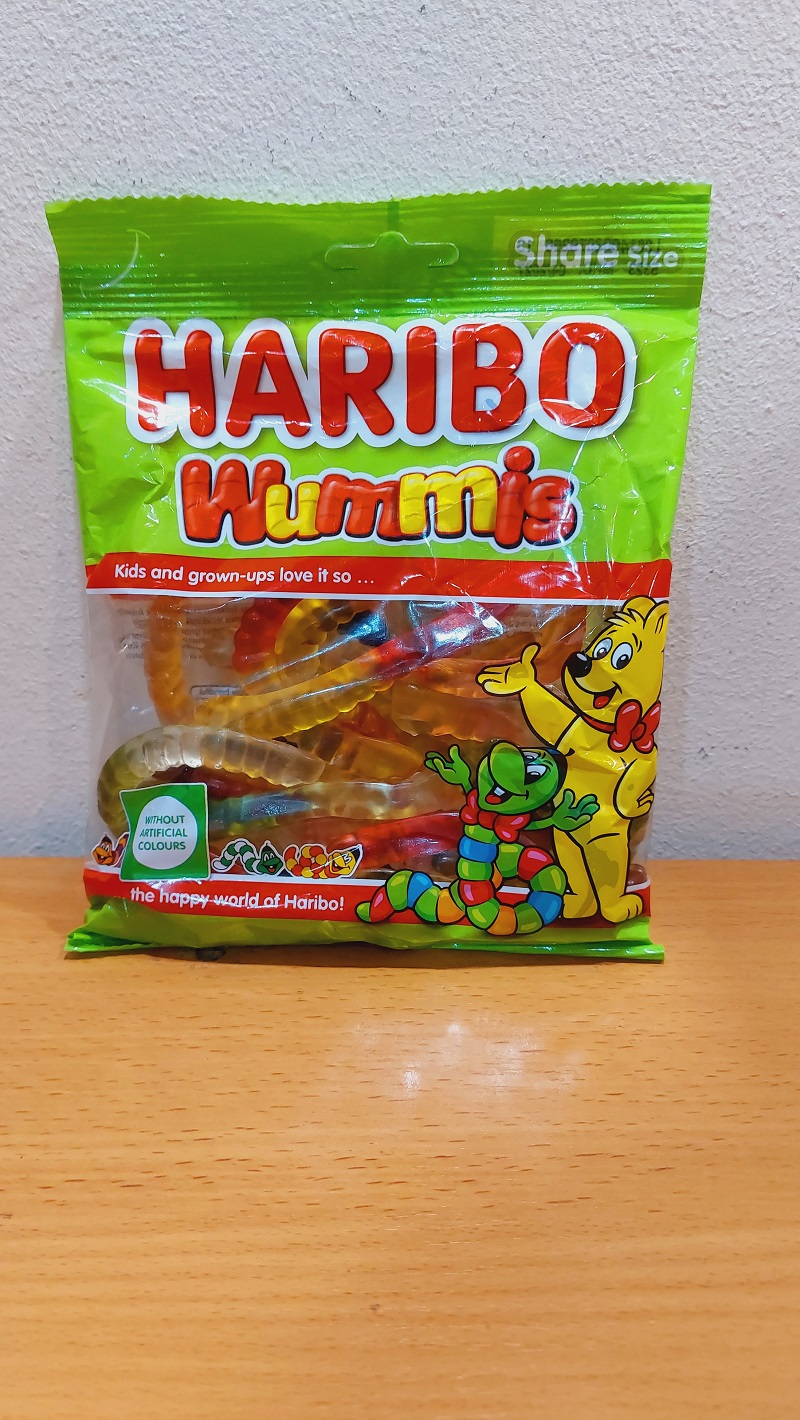 Share size
HARIBO
Wummis
Kids and grown-ups love it so ...
WITHOUT
ARTIFICIAL
COLOURS
the happy world of Haribo!